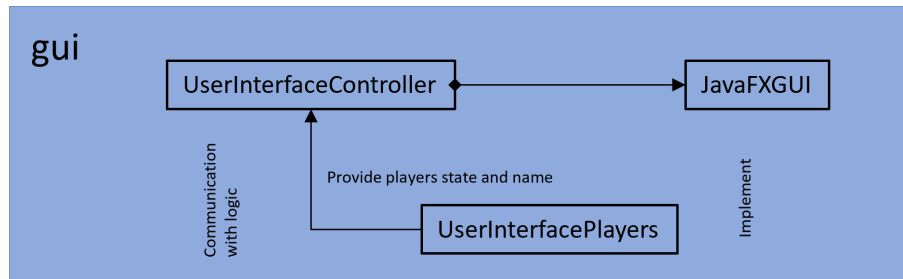 gui
UserInterfaceController
JavaFXGUI
Communication
with logic
Provide players state and name
Implement
UserInterfacePlayers